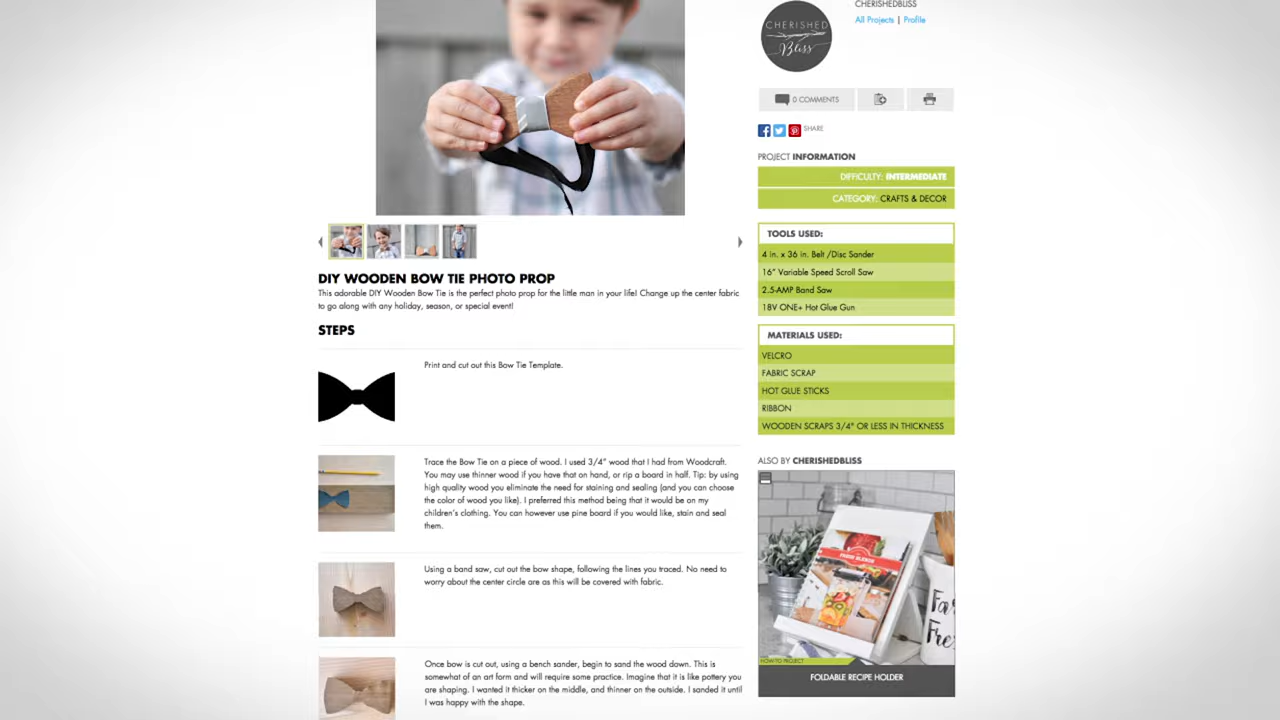 CHERISHEDBLISS
All Projects | Profile
CHERISHED
Bliss
0 COMMENTS
SHARE
PROJECT INFORMATION
DIFFICULTY: INTERMEDIATE
CATEGORY: CRAFTS & DECOR
TOOLS USED:
4 in. x 36 in. Belt /Disc Sander
16" Variable Speed Scroll Saw
2.5-AMP Band Saw
18V ONE+ Hot Glue Gun
MATERIALS USED:
VELCRO
FABRIC SCRAP
HOT GLUE STICKS
RIBBON
WOODEN SCRAPS 3/4" OR LESS IN THICKNESS
ALSO BY CHERISHEDBLISS
HOW-TO PROJECT
FOLDABLE RECIPE HOLDER
DIY WOODEN BOW TIE PHOTO PROP
This adorable DIY Wooden Bow Tie is the perfect photo prop for the little man in your life! Change up the center fabric
to go along with any holiday, season, or special event!
STEPS
Print and cut out this Bow Tie Template.
Trace the Bow Tie on a piece of wood. I used 3/4" wood that I had from Woodcraft.
You may use thinner wood if you have that on hand, or rip a board in half. Tip: by using
high quality wood you eliminate the need for staining and sealing (and you can choose
the color of wood you like). I preferred this method being that it would be on my
children's clothing. You can however use pine board if you would like, stain and seal
them.
Using a band saw, cut out the bow shape, following the lines you traced. No need to
worry about the center circle are as this will be covered with fabric.
Once bow is cut out, using a bench sander, begin to sand the wood down. This is
somewhat of an art form and will require some practice. Imagine that it is like pottery you
are shaping. I wanted it thicker on the middle, and thinner on the outside. I sanded it until
I was happy with the shape.